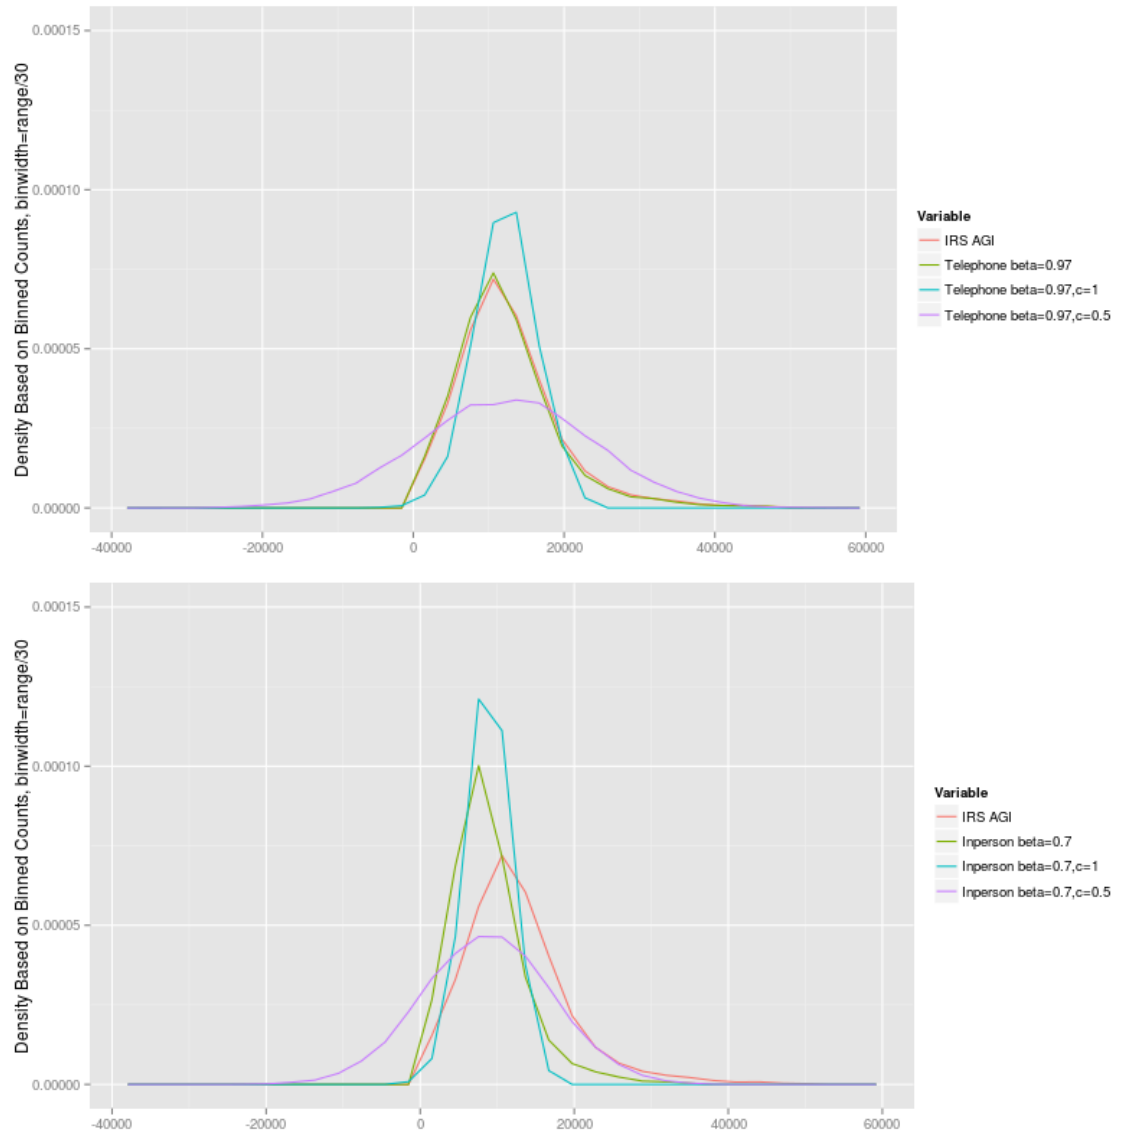 Density Based on Binned Counts, binwidth=range/30
0.00015
0.00010
0.00005
0.00000
-40000
-20000
0
20000
40000
60000
Variable
IRS AGI
Telephone beta=0.97
Telephone beta=0.97,c=1
Telephone beta=0.97,c=0.5
Density Based on Binned Counts, binwidth=range/30
0.00015
0.00010
0.00005
0.00000
-40000
-20000
0
20000
40000
60000
Variable
IRS AGI
Inperson beta=0.7
Inperson beta=0.7,c=1
Inperson beta=0.7,c=0.5